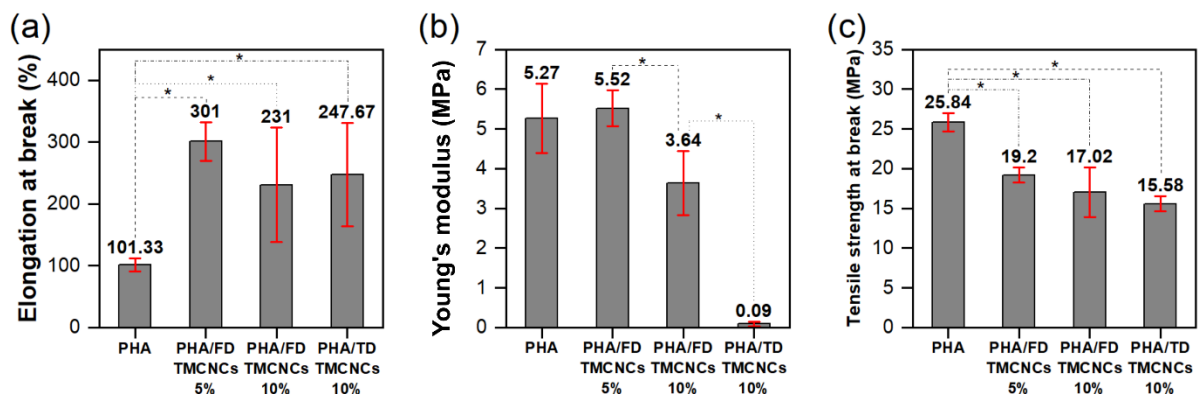 (a)
Elongation at break (%)
400
300
200
100
0
101.33
301
231
247.67
*
*
*
PHA
PHA/FD
TMCNCs
5%
PHA/FD
TMCNCs
10%
PHA/TD
TMCNCs
10%
(b)
Young's modulus (MPa)
7
6
5
4
3
2
1
0
5.27
5.52
3.64
0.09
*
*
PHA
PHA/FD
TMCNCs
5%
PHA/FD
TMCNCs
10%
PHA/TD
TMCNCs
10%
(c)
Tensile strength at break (MPa)
35
30
25
20
15
10
5
0
25.84
19.2
17.02
15.58
*
*
*
PHA
PHA/FD
TMCNCs
5%
PHA/FD
TMCNCs
10%
PHA/TD
TMCNCs
10%